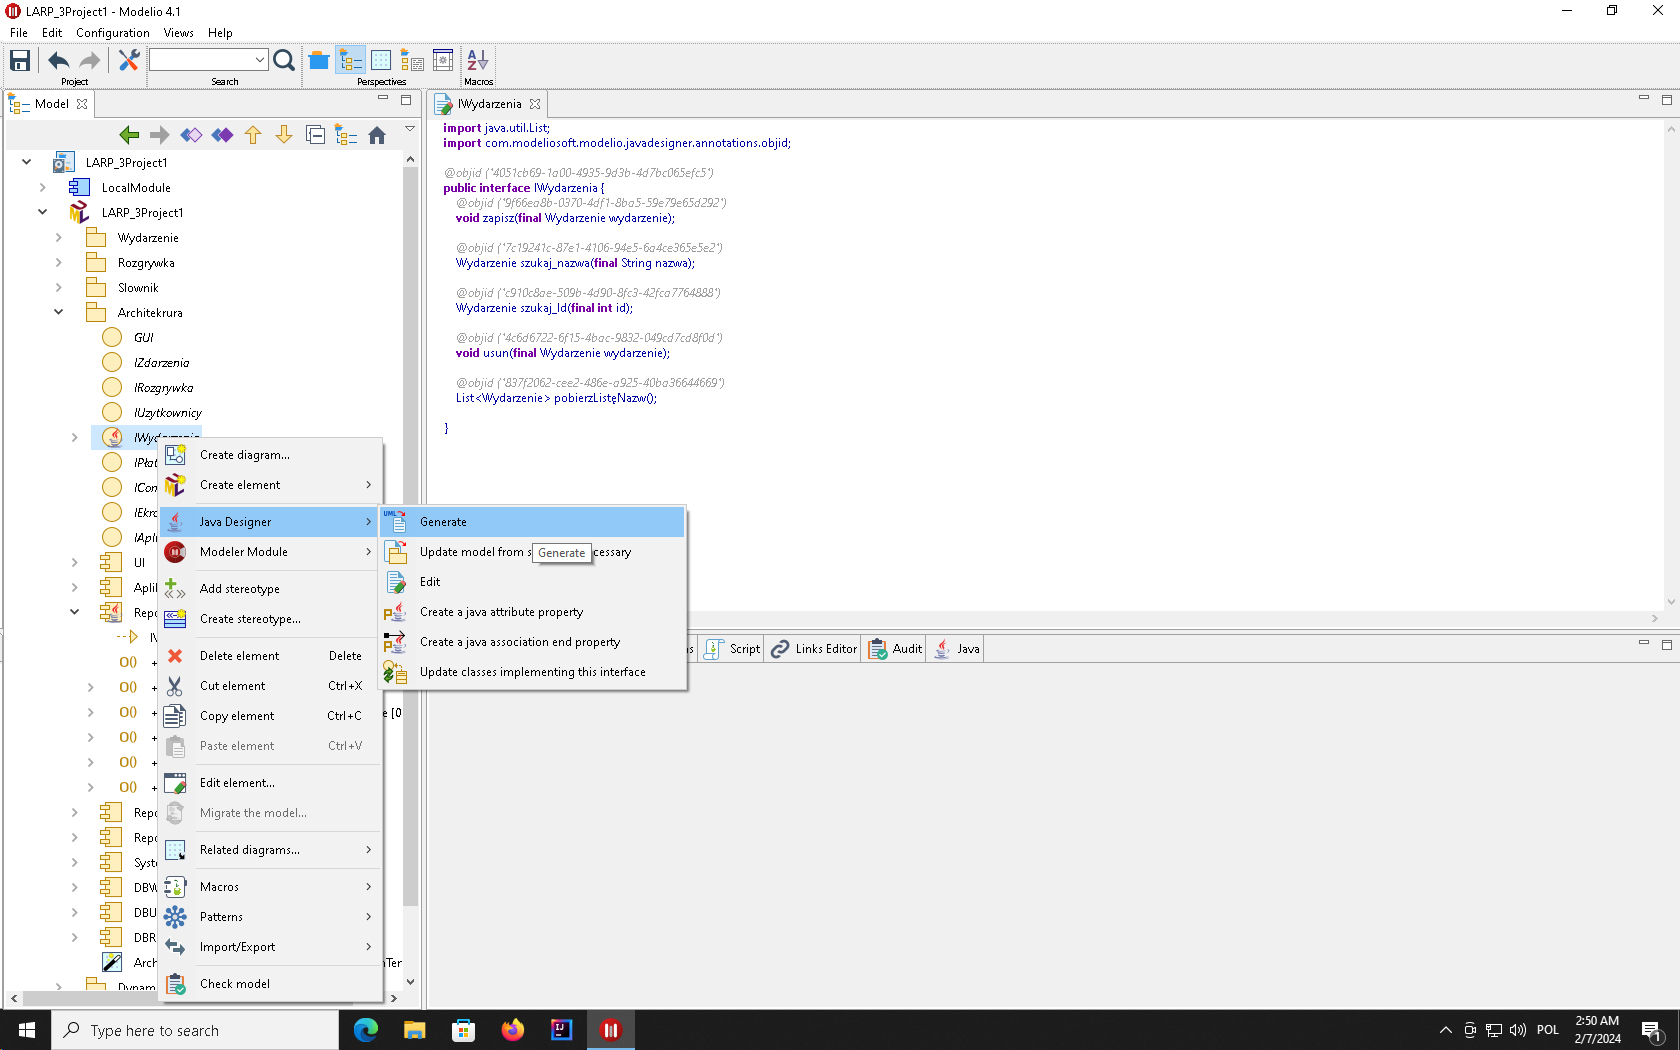 LARP_3Project1 - Modelio 4.1
File Edit Configuration Views Help
Project Search Perspectives Macros
Model
IWydarzenia
LARP_3Project1
LocalModule
LARP_3Project1
Wydarzenie
Rozgrywka
Slownik
Architekrura
GUI
IZdarzenia
IRozgrywka
IUzytkownicy
IWydarzenia
IPlat
ICon
IEkra
IApli
UI
Aplil
Repo
IV
e [0
Repo
Repo
Syste
DBW
DBU
DBR
Arch
nTer
Dynam
import java.util.List;
import com.modeliosoft.modelio.javadesigner.annotations.objid;
@objid ("4051cb69-1a00-4935-9d3b-4d7bc065efc5")
public interface IWydarzenia {
@objid ("9f66ea8b-0370-4df1-8ba5-59e79e65d292")
void zapisz(final Wydarzenie wydarzenie);
@objid ("7c19241c-87e1-4106-94e5-6a4ce365e5e2")
Wydarzenie szukaj_nazwa(final String nazwa);
@objid ("c910c8ae-509b-4d90-8fc3-42fca7764888")
Wydarzenie szukaj_Id(final int id);
@objid ("4c6d6722-6f15-4bac-9832-049cd7cd8f0d")
void usun(final Wydarzenie wydarzenie);
@objid ("837f2062-cee2-486e-a925-40ba36644669")
List<Wydarzenie> pobierzListęNazw();
}
Create diagram...
Create element
Java Designer
Modeler Module
Add stereotype
Create stereotype...
Delete element Delete
Cut element Ctrl+X
Copy element Ctrl+C
Paste element Ctrl+V
Edit element...
Migrate the model...
Related diagrams...
Macros
Patterns
Import/Export
Check model
Generate
Update model from s cessary
Generate
Edit
Create a java attribute property
Create a java association end property
Update classes implementing this interface
ns Script Links Editor Audit Java
Type here to search
POL
2:50 AM
2/7/2024
1